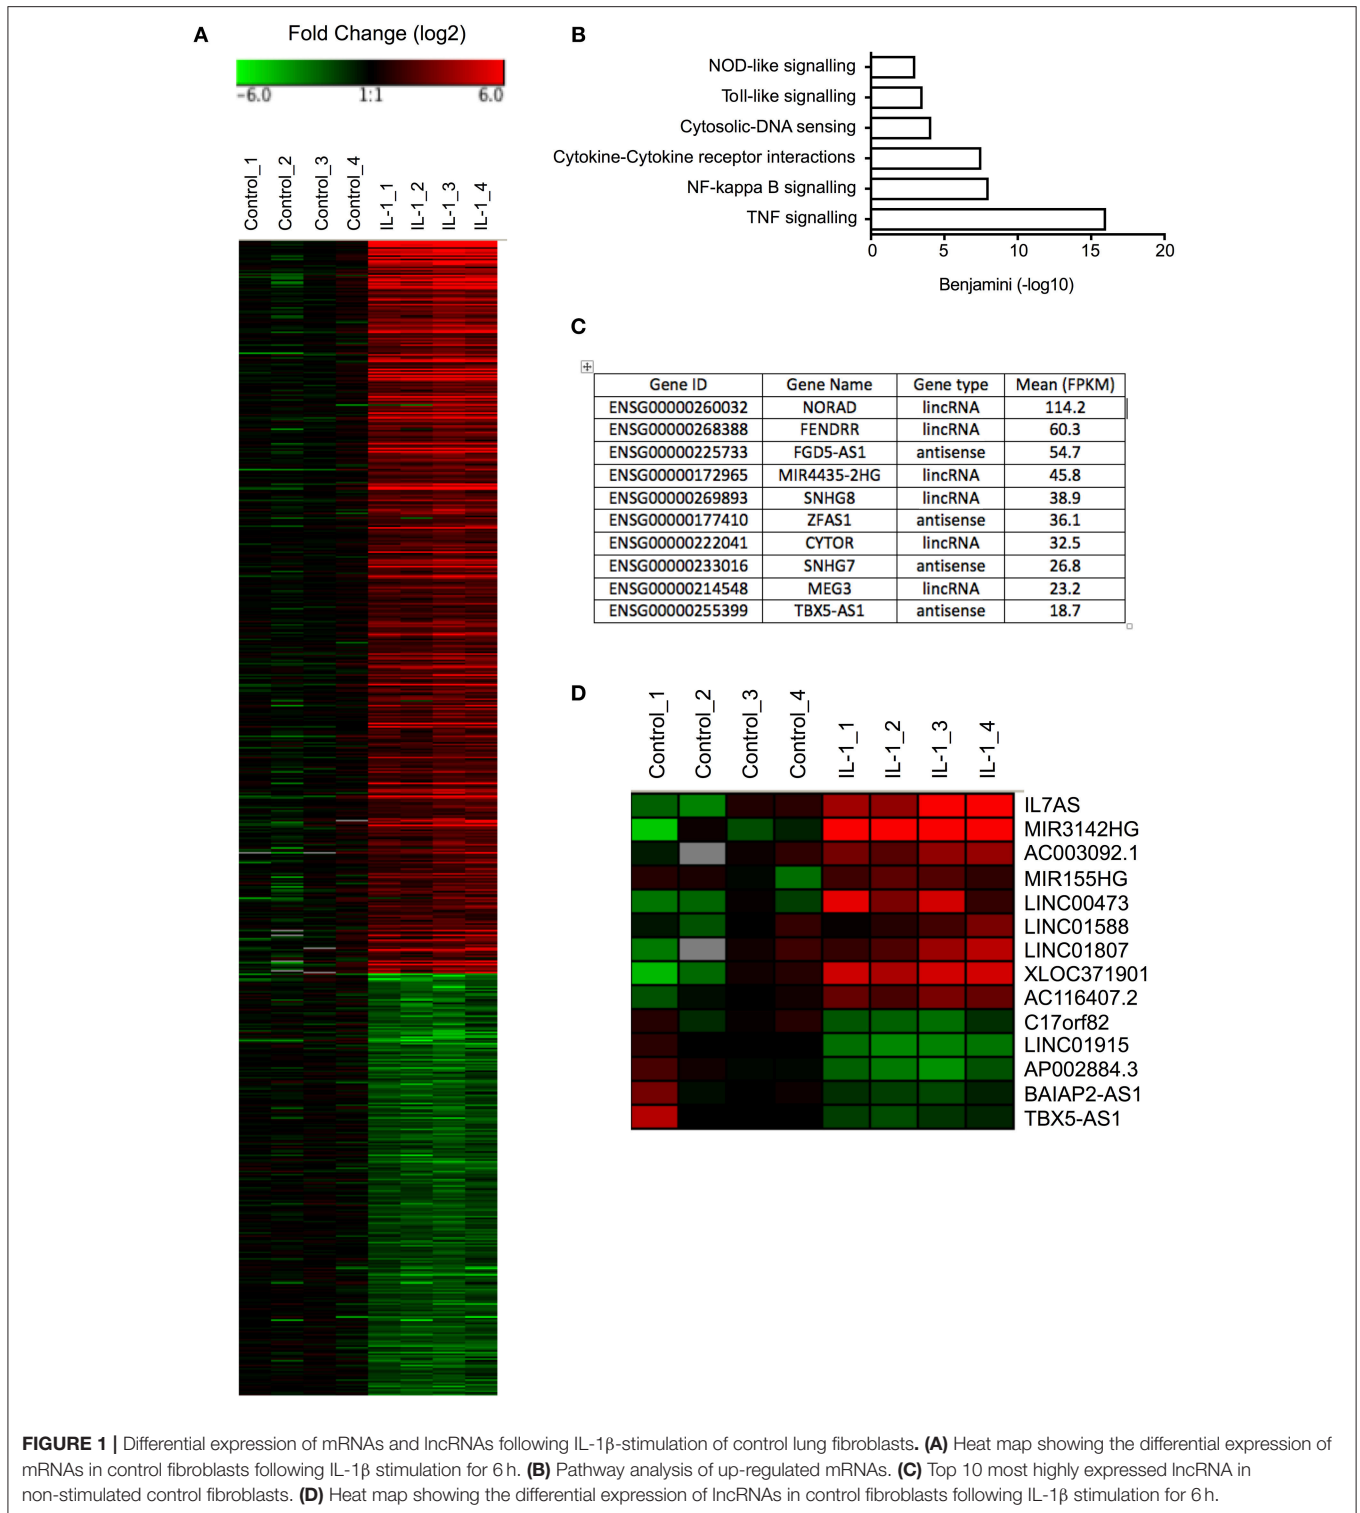 A
Fold Change (log2)
-6.0 1:1 6.0
Control_1 Control_2 Control_3 Control_4 IL-1_1 IL-1_2 IL-1_3 IL-1_4
B
NOD-like signalling
Toll-like signalling
Cytosolic-DNA sensing
Cytokine-Cytokine receptor interactions
NF-kappa B signalling
TNF signalling
0 5 10 15 20
Benjamini (-log10)
C
Gene ID Gene Name Gene type Mean (FPKM)
ENSG00000260032 NORAD lincRNA 114.2
ENSG00000268388 FENDRR lincRNA 60.3
ENSG00000225733 FGD5-AS1 antisense 54.7
ENSG00000172965 MIR4435-2HG lincRNA 45.8
ENSG00000269893 SNHG8 lincRNA 38.9
ENSG00000177410 ZFAS1 antisense 36.1
ENSG00000222041 CYTOR lincRNA 32.5
ENSG00000233016 SNHG7 antisense 26.8
ENSG00000214548 MEG3 lincRNA 23.2
ENSG00000255399 TBX5-AS1 antisense 18.7
D
Control_1 Control_2 Control_3 Control_4 IL-1_1 IL-1_2 IL-1_3 IL-1_4
IL7AS
MIR3142HG
AC003092.1
MIR155HG
LINC00473
LINC01588
LINC01807
XLOC371901
AC116407.2
C17orf82
LINC01915
AP002884.3
BAIAP2-AS1
TBX5-AS1
FIGURE 1 | Differential expression of mRNAs and lncRNAs following IL-1β-stimulation of control lung fibroblasts. (A) Heat map showing the differential expression of
mRNAs in control fibroblasts following IL-1β stimulation for 6 h. (B) Pathway analysis of up-regulated mRNAs. (C) Top 10 most highly expressed lncRNA in
non-stimulated control fibroblasts. (D) Heat map showing the differential expression of lncRNAs in control fibroblasts following IL-1β stimulation for 6 h.